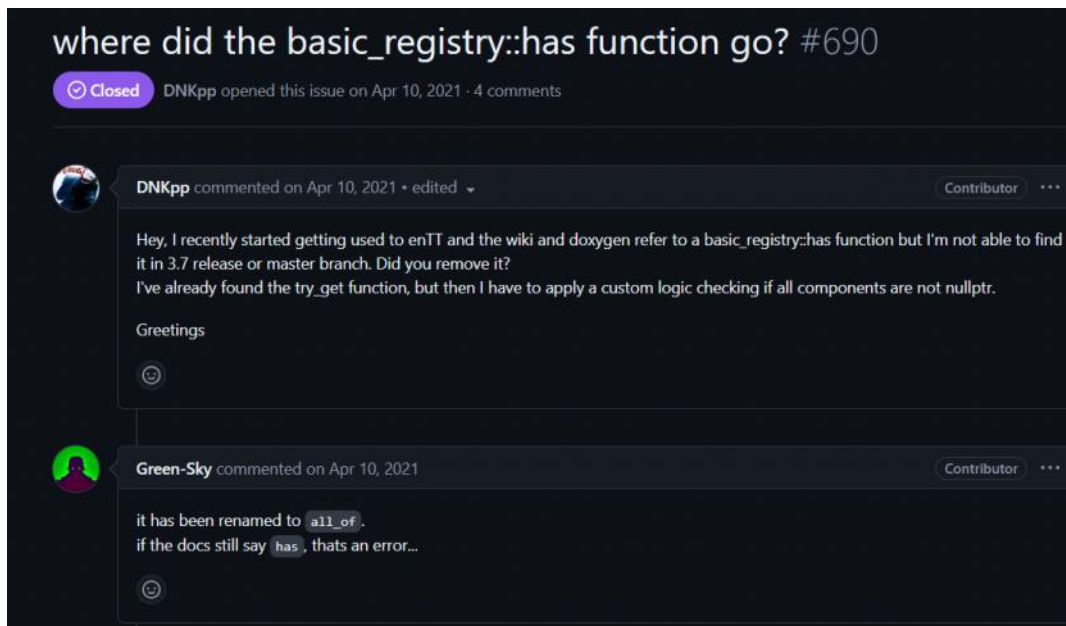 where did the basic_registry::has function go? #690
Closed DNKpp opened this issue on Apr 10, 2021 · 4 comments
DNKpp commented on Apr 10, 2021 • edited
Contributor ···
Hey, I recently started getting used to enTT and the wiki and doxygen refer to a basic_registry::has function but I'm not able to find
it in 3.7 release or master branch. Did you remove it?
I've already found the try_get function, but then I have to apply a custom logic checking if all components are not nullptr.
Greetings
Green-Sky commented on Apr 10, 2021
Contributor ···
it has been renamed to all_of.
if the docs still say has, thats an error...